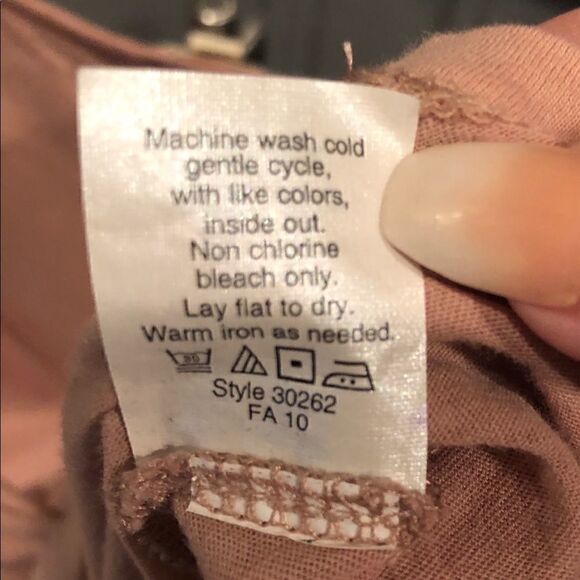 Machine wash cold
gentle cycle,
with like colors,
inside out.
Non chlorine
bleach only.
Lay flat to dry.
Warm iron as needed.
30
Style 30262
FA 10